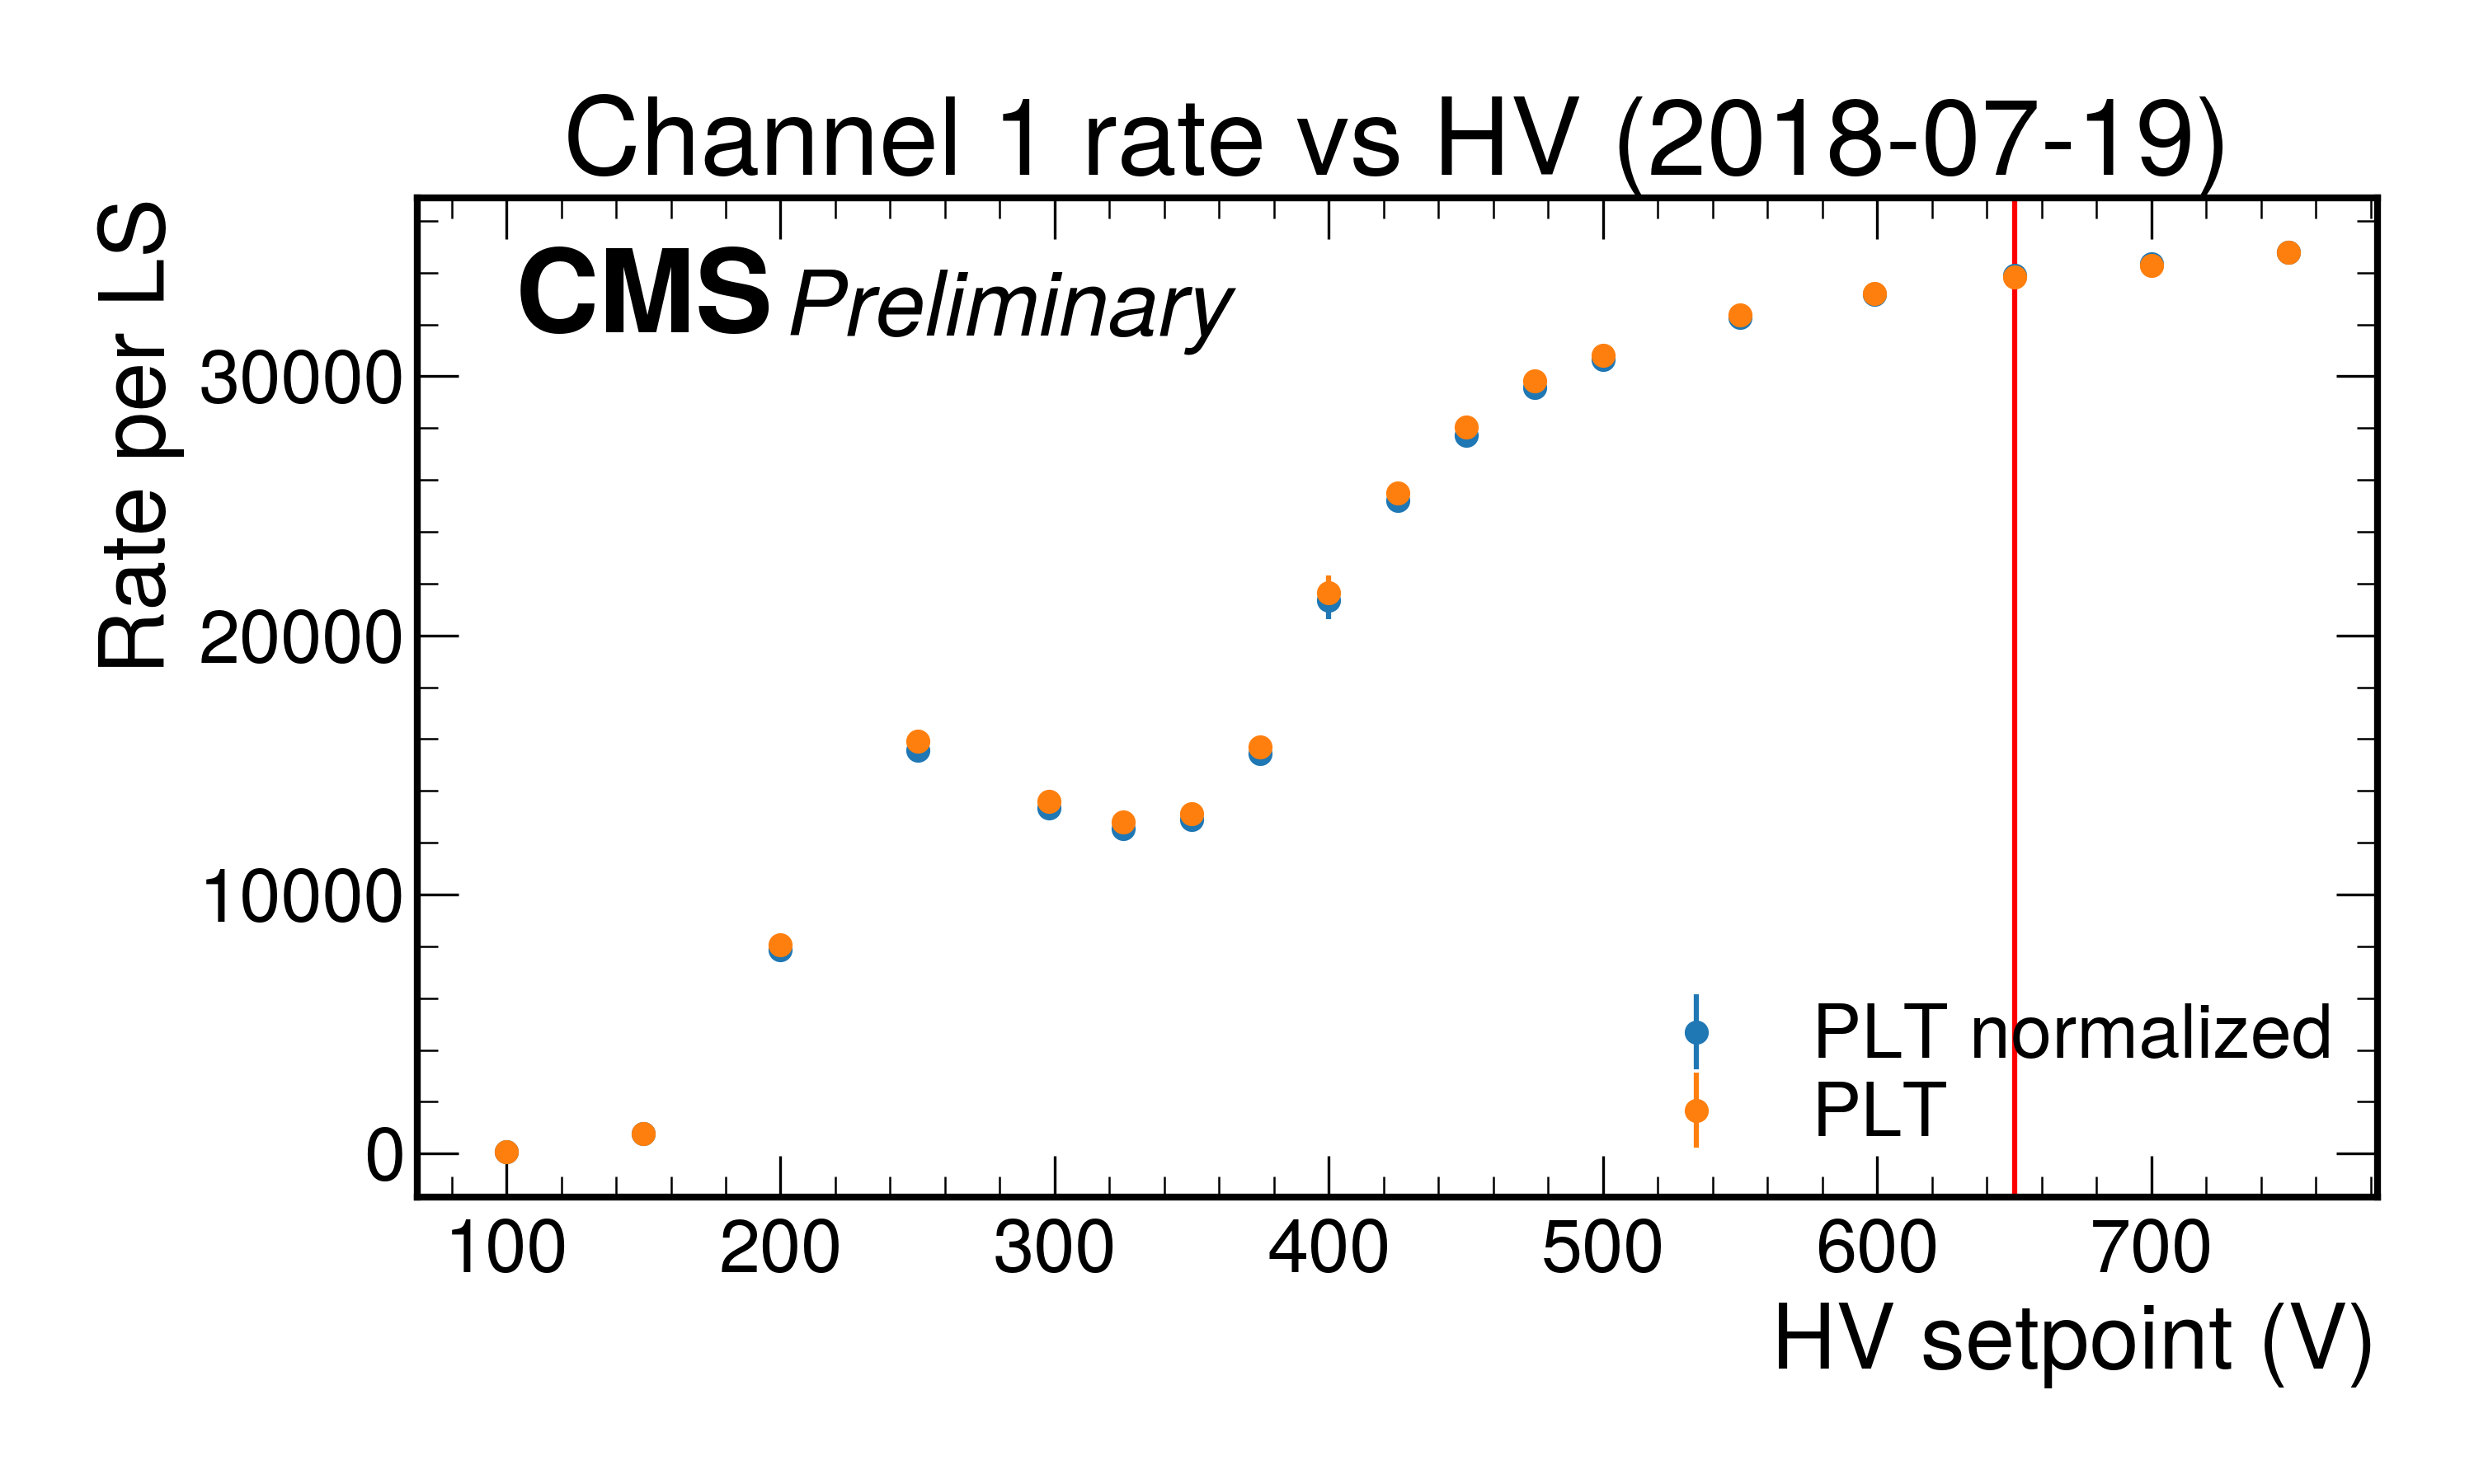 Channel 1 rate vs HV (2018-07-19)
CMS Preliminary
Rate per LS
30000
20000
10000
0
PLT normalized
PLT
100 200 300 400 500 600 700
HV setpoint (V)